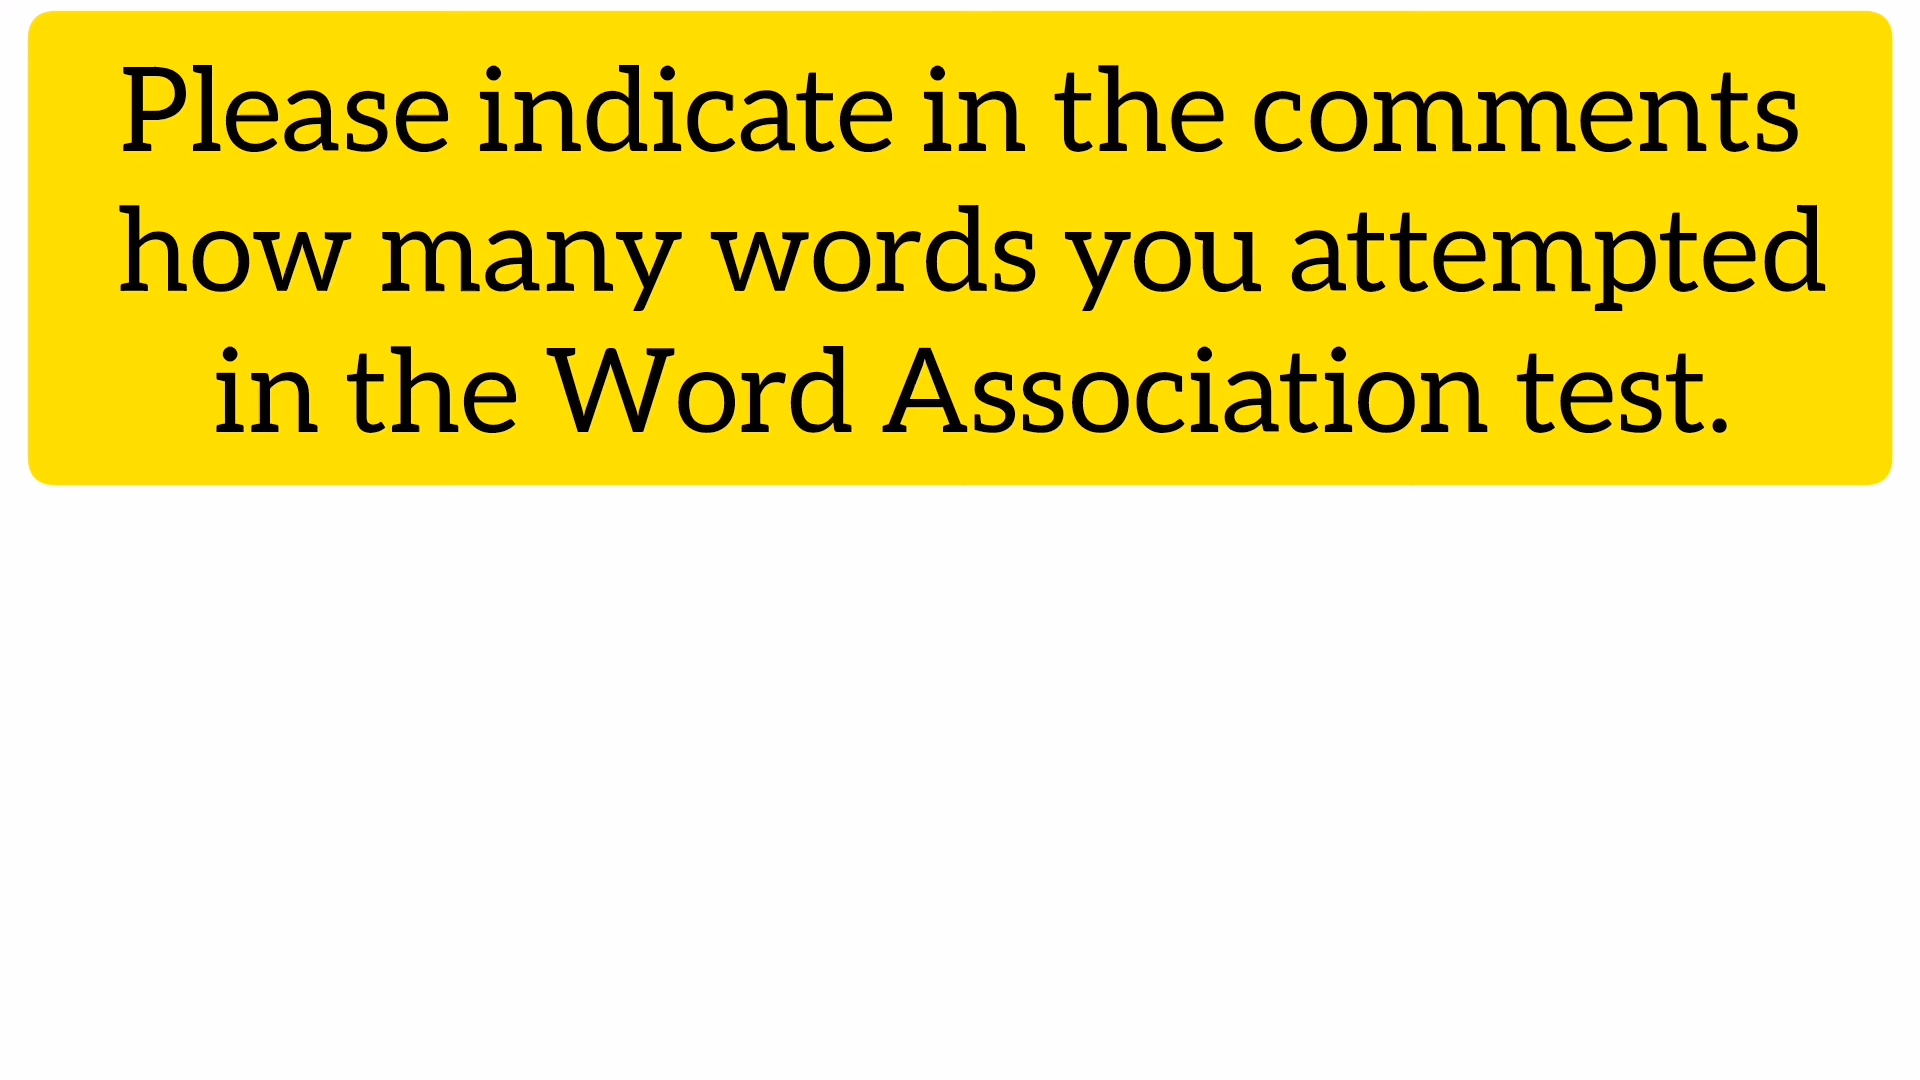 Please indicate in the comments
how many words you attempted
in the Word Association test.